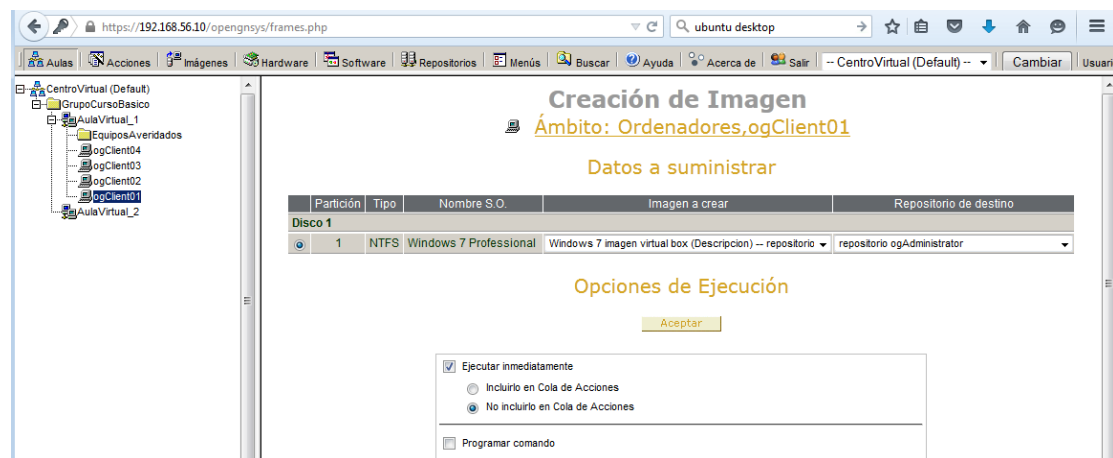 https://192.168.56.10/opengnsys/frames.php ubuntu desktop
Aulas Acciones Imágenes Hardware Software Repositorios Menús Buscar Ayuda Acerca de Salir -- CentroVirtual (Default) -- Cambiar Usuari
CentroVirtual (Default)
GrupoCursoBasico
AulaVirtual_1
EquiposAveridados
ogClient04
ogClient03
ogClient02
ogClient01
AulaVirtual_2
Creación de Imagen
Ámbito: Ordenadores,ogClient01
Datos a suministrar
Partición Tipo Nombre S.O. Imagen a crear Repositorio de destino
Disco 1
1 NTFS Windows 7 Professional Windows 7 imagen virtual box (Descripcion) -- repositorio repositorio ogAdministrator
Opciones de Ejecución
Aceptar
Ejecutar inmediatamente
Incluirlo en Cola de Acciones
No incluirlo en Cola de Acciones
Programar comando